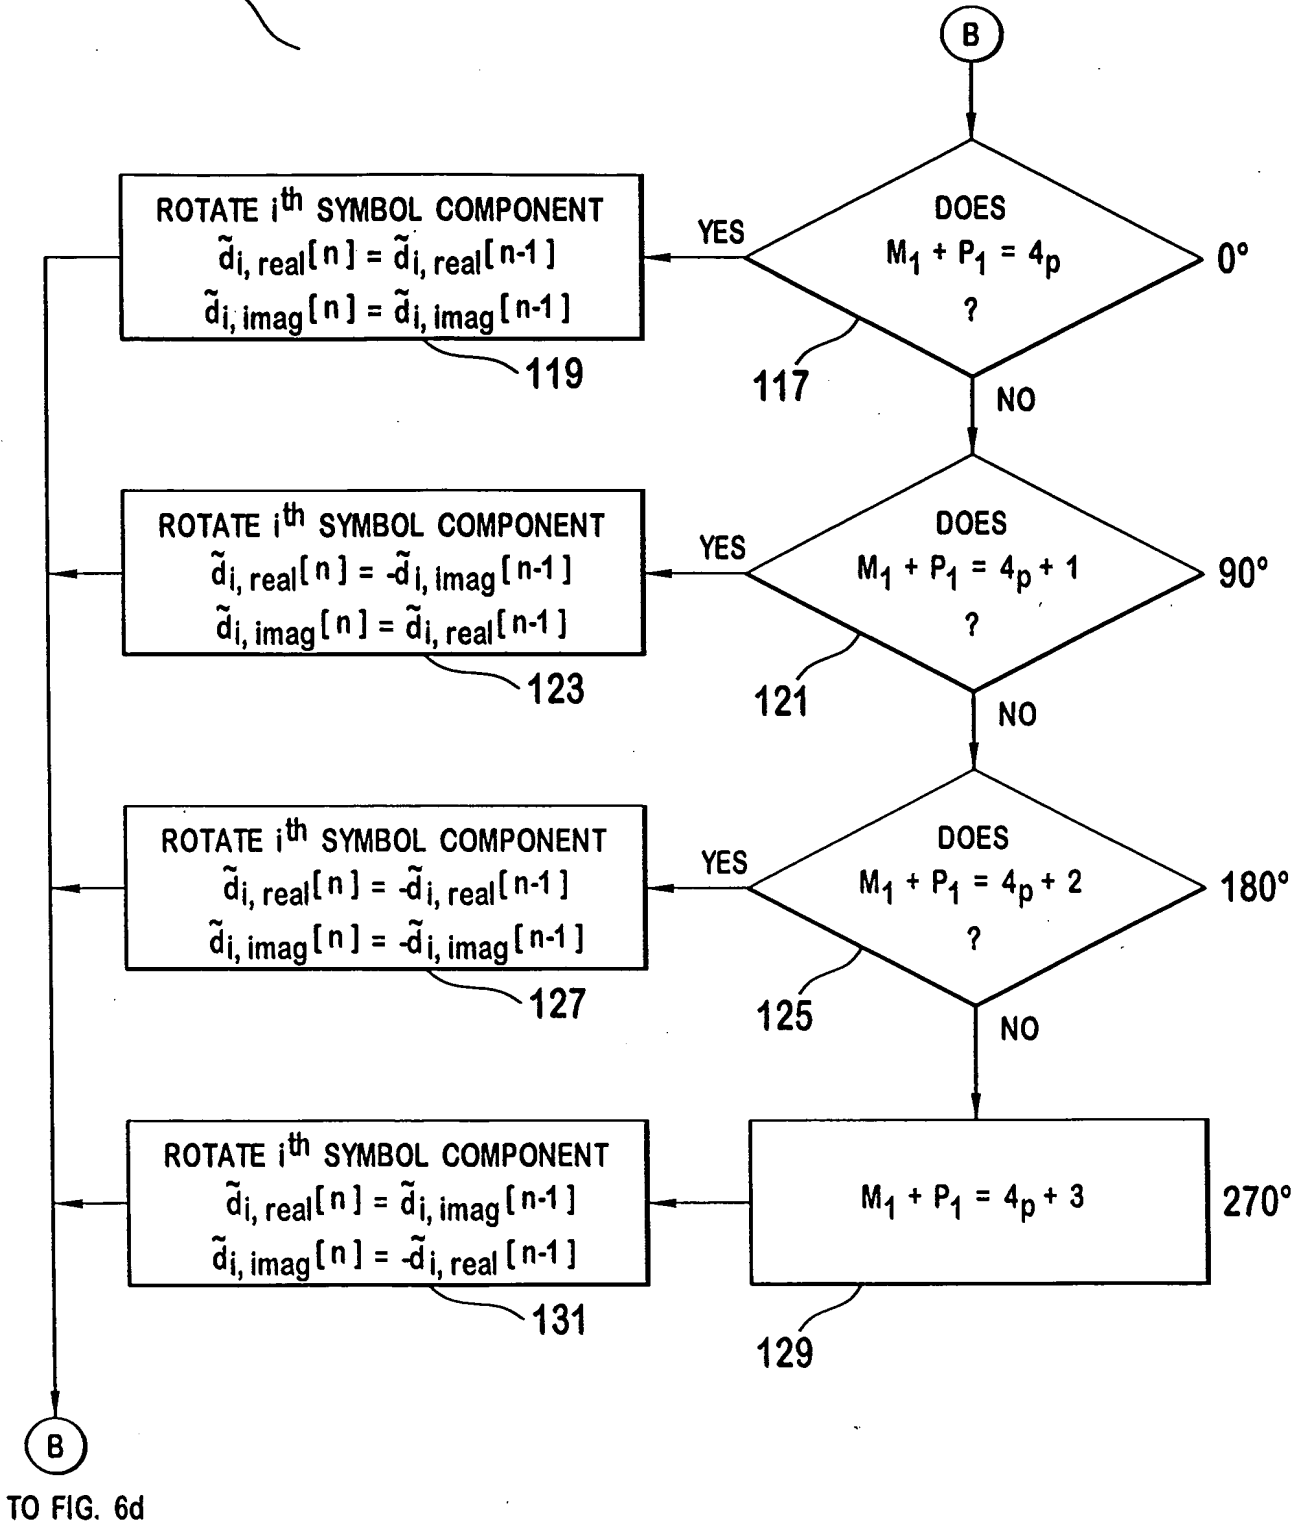 B
DOES
M₁ + P₁ = 4p
?
0°
YES
NO
117
ROTATE iᵗʰ SYMBOL COMPONENT
d̃i, real[n] = d̃i, real[n-1]
d̃i, imag[n] = d̃i, imag[n-1]
119
DOES
M₁ + P₁ = 4p + 1
?
90°
YES
NO
121
ROTATE iᵗʰ SYMBOL COMPONENT
d̃i, real[n] = -d̃i, imag[n-1]
d̃i, imag[n] = d̃i, real[n-1]
123
DOES
M₁ + P₁ = 4p + 2
?
180°
YES
NO
125
ROTATE iᵗʰ SYMBOL COMPONENT
d̃i, real[n] = -d̃i, real[n-1]
d̃i, imag[n] = -d̃i, imag[n-1]
127
M₁ + P₁ = 4p + 3
270°
129
ROTATE iᵗʰ SYMBOL COMPONENT
d̃i, real[n] = d̃i, imag[n-1]
d̃i, imag[n] = -d̃i, real[n-1]
131
B
TO FIG. 6d